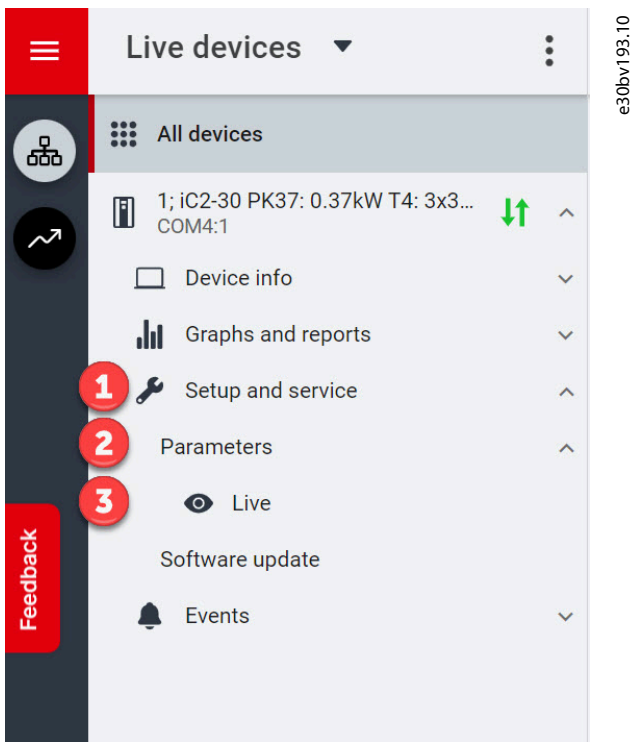 Live devices
e30bv193.10
All devices
1; iC2-30 PK37: 0.37kW T4: 3x3...
COM4:1
Device info
Graphs and reports
1
Setup and service
2
Parameters
3
Live
Software update
Feedback
Events